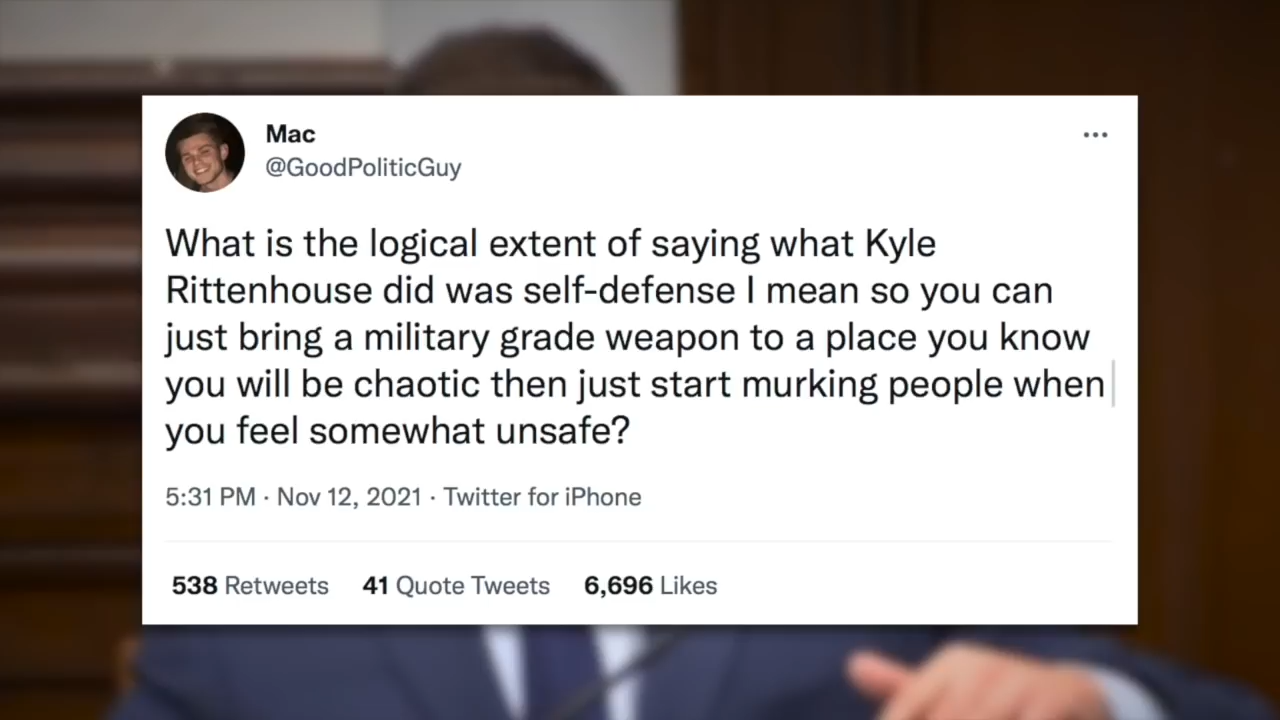 Mac
@GoodPoliticGuy
What is the logical extent of saying what Kyle
Rittenhouse did was self-defense I mean so you can
just bring a military grade weapon to a place you know
you will be chaotic then just start murking people when
you feel somewhat unsafe?
5:31 PM · Nov 12, 2021 · Twitter for iPhone
538 Retweets 41 Quote Tweets 6,696 Likes